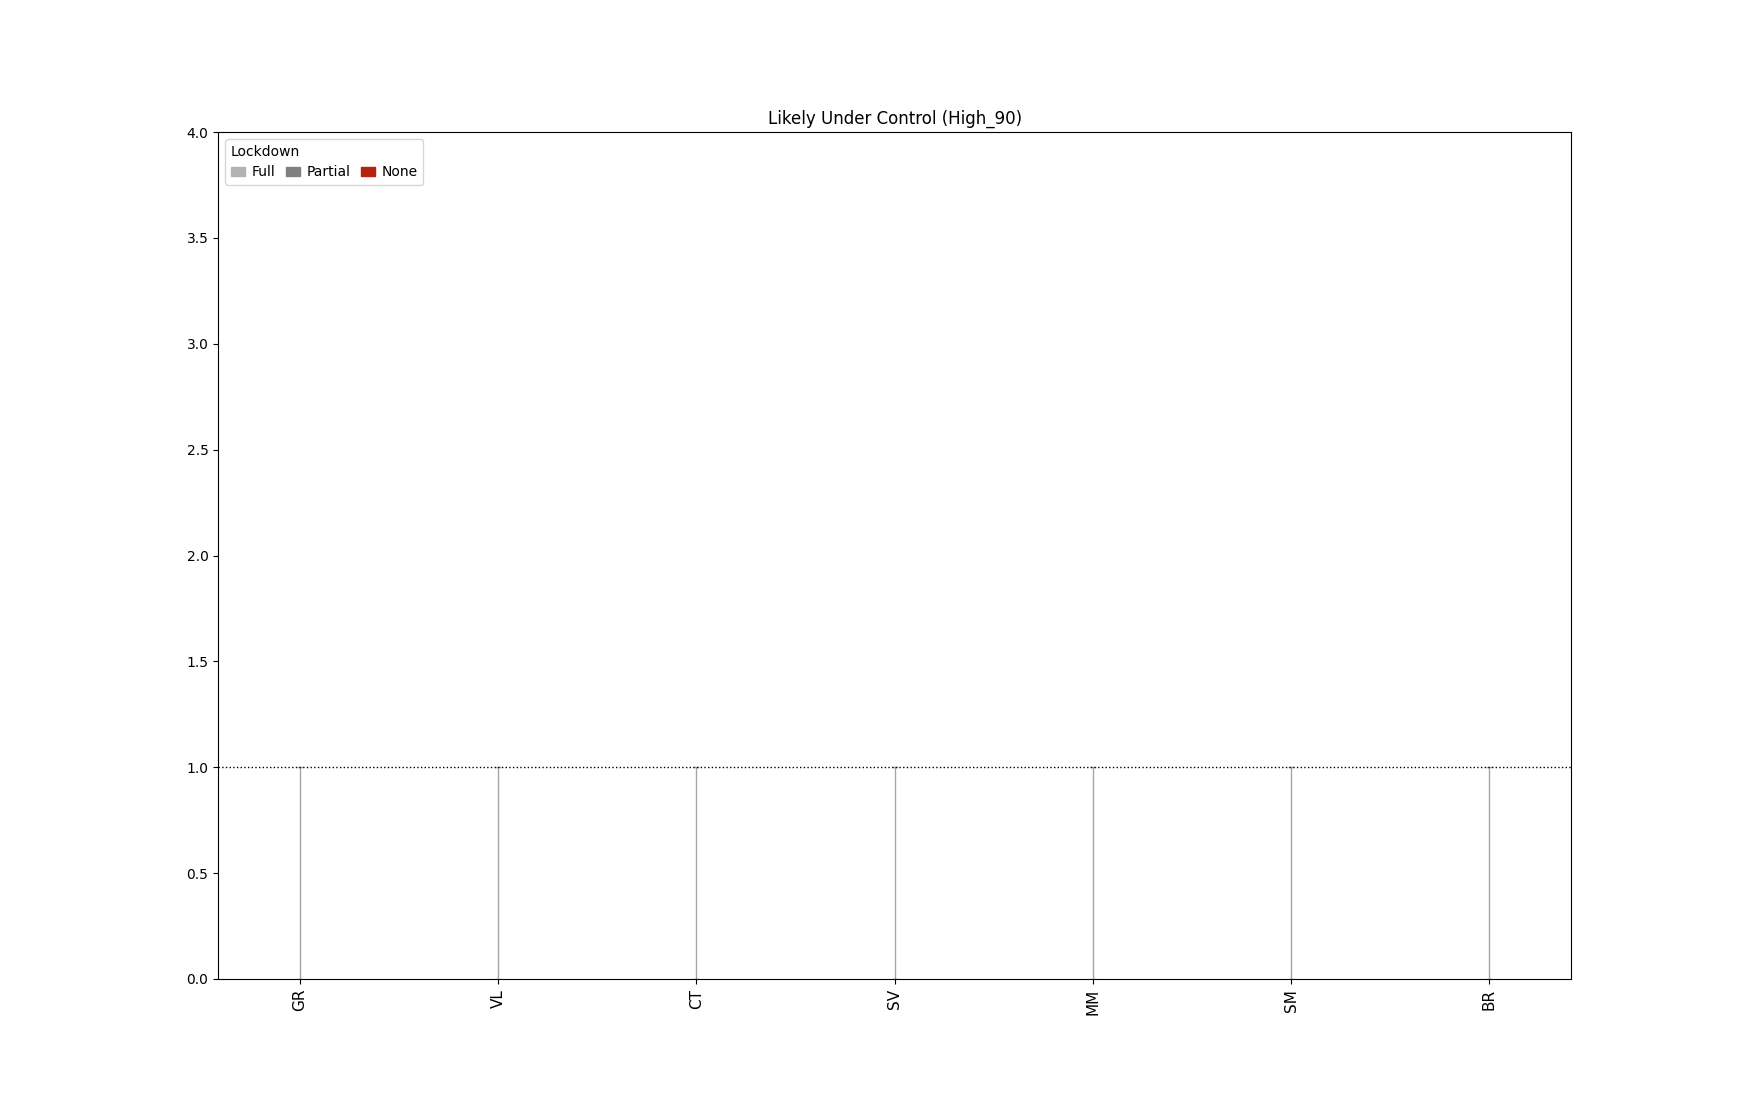 Likely Under Control (High_90)
Lockdown
Full Partial None
4.0
3.5
3.0
2.5
2.0
1.5
1.0
0.5
0.0
GR VL CT SV MM SM BR